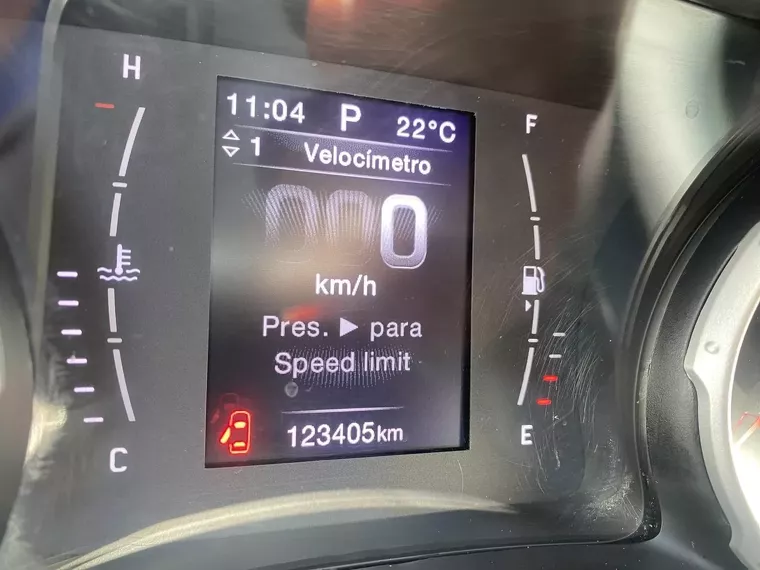 H
11:04 P 22°C
F
1 Velocímetro
0
km/h
Pres. ▶ para
Speed limit
123405km
C
E